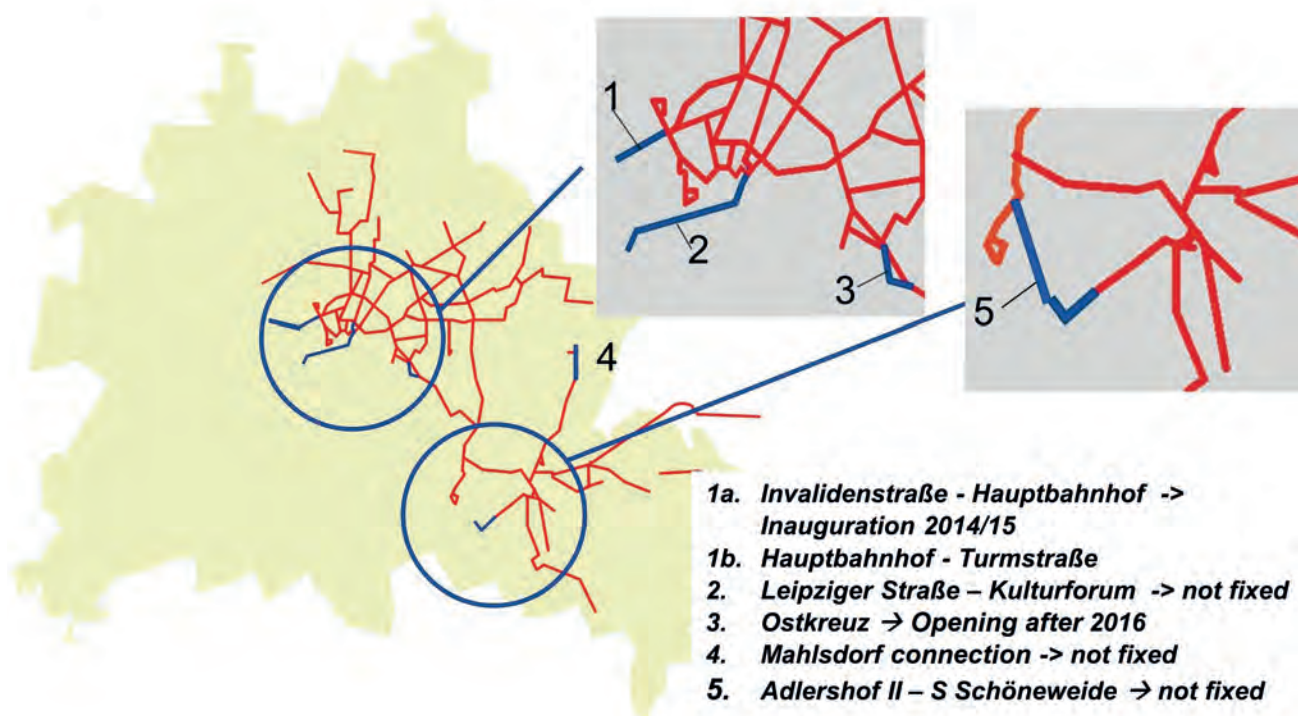 1
2
3
4
5
1a. Invalidenstraße - Hauptbahnhof ->
Inauguration 2014/15
1b. Hauptbahnhof - Turmstraße
2. Leipziger Straße – Kulturforum -> not fixed
3. Ostkreuz → Opening after 2016
4. Mahlsdorf connection -> not fixed
5. Adlershof II – S Schöneweide → not fixed